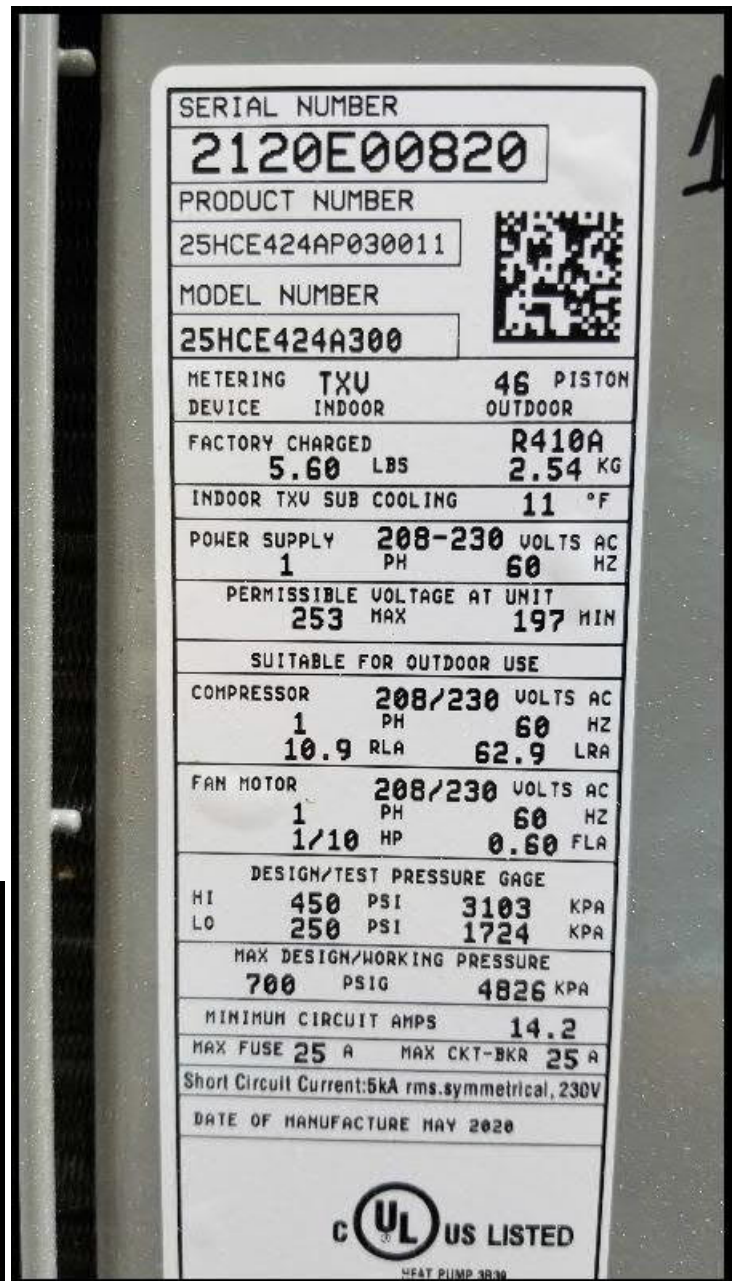 SERIAL NUMBER
2120E00820
PRODUCT NUMBER
25HCE424AP030011
MODEL NUMBER
25HCE424A300
METERING TXV 46 PISTON
DEVICE INDOOR OUTDOOR
FACTORY CHARGED R410A
5.60 LBS 2.54 KG
INDOOR TXV SUB COOLING 11 °F
POWER SUPPLY 208-230 VOLTS AC
1 PH 60 HZ
PERMISSIBLE VOLTAGE AT UNIT
253 MAX 197 MIN
SUITABLE FOR OUTDOOR USE
COMPRESSOR 208/230 VOLTS AC
1 PH 60 HZ
10.9 RLA 62.9 LRA
FAN MOTOR 208/230 VOLTS AC
1 PH 60 HZ
1/10 HP 0.60 FLA
DESIGN/TEST PRESSURE GAGE
HI 450 PSI 3103 KPA
LO 250 PSI 1724 KPA
MAX DESIGN/WORKING PRESSURE
700 PSIG 4826 KPA
MINIMUM CIRCUIT AMPS 14.2
MAX FUSE 25 A MAX CKT-BKR 25 A
Short Circuit Current:5kA rms.symmetrical, 230V
DATE OF MANUFACTURE MAY 2020
C UL ® US LISTED
HEAT PUMP
1